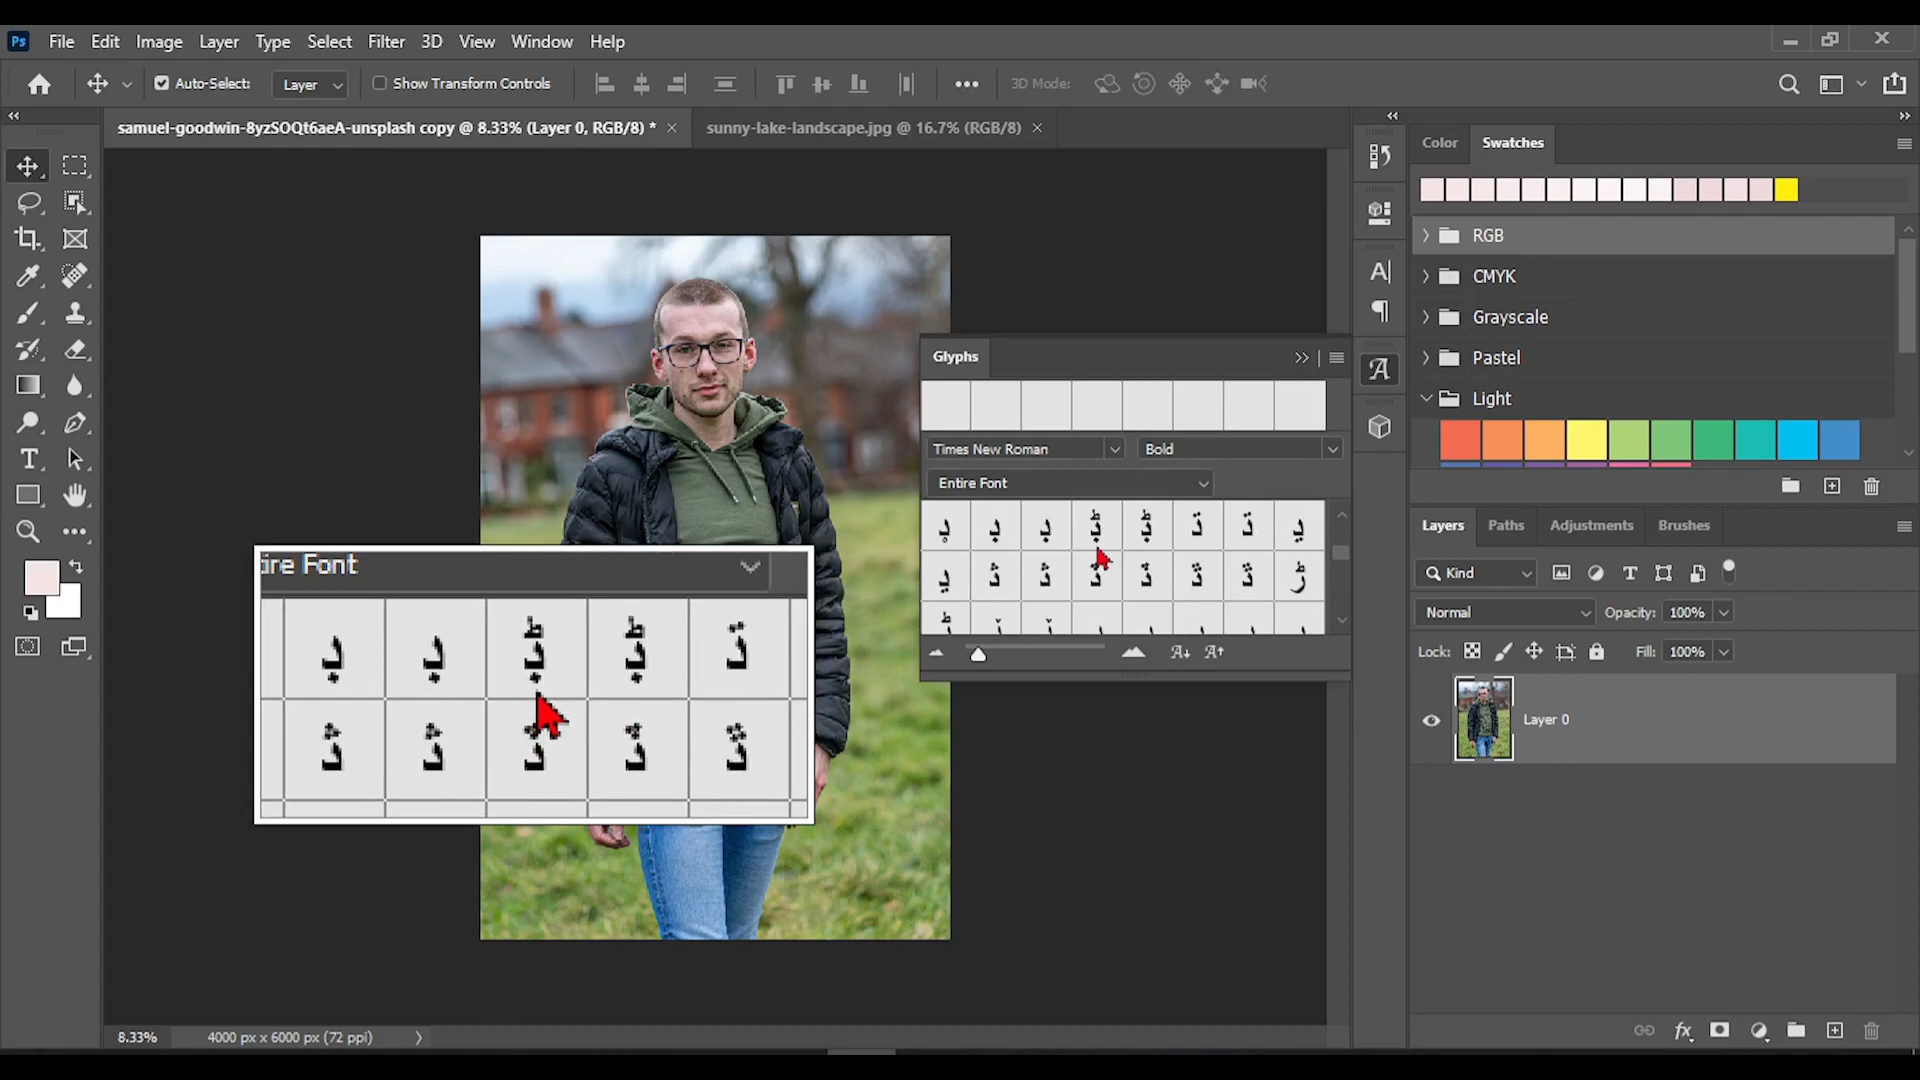 Ps File Edit Image Layer Type Select Filter 3D View Window Help
Auto-Select: Layer Show Transform Controls 3D Mode:
samuel-goodwin-8yzSOQt6aeA-unsplash copy @ 8.33% (Layer 0, RGB/8) * sunny-lake-landscape.jpg @ 16.7% (RGB/8)
Color Swatches
RGB
CMYK
Grayscale
Pastel
Light
Glyphs
Times New Roman Bold
Entire Font
ڊ ڊ ڊ ڋ ڋ
ire Font
ڊ ڊ ڋ ڋ
Layers Paths Adjustments Brushes
Kind
Normal Opacity: 100%
Lock: Fill: 100%
Layer 0
8.33% 4000 px x 6000 px (72 ppi)